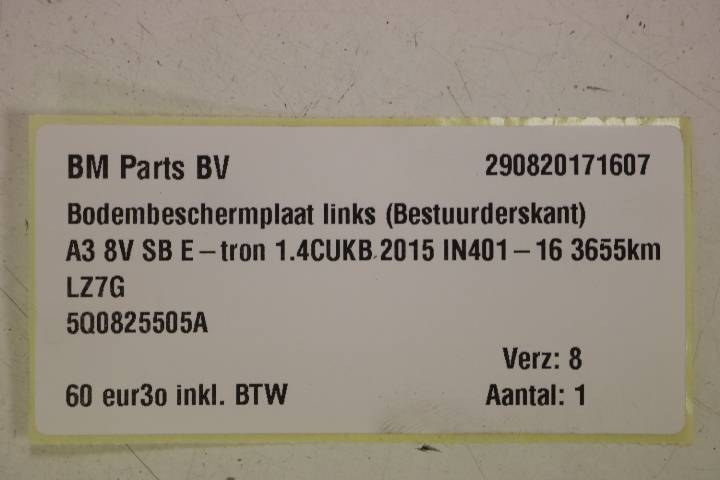 BM Parts BV 290820171607
Bodembeschermplaat links (Bestuurderskant)
A3 8V SB E-tron 1.4CUKB 2015 IN401-16 3655km
LZ7G
5Q0825505A
Verz: 8
60 eur3o inkl. BTW Aantal: 1